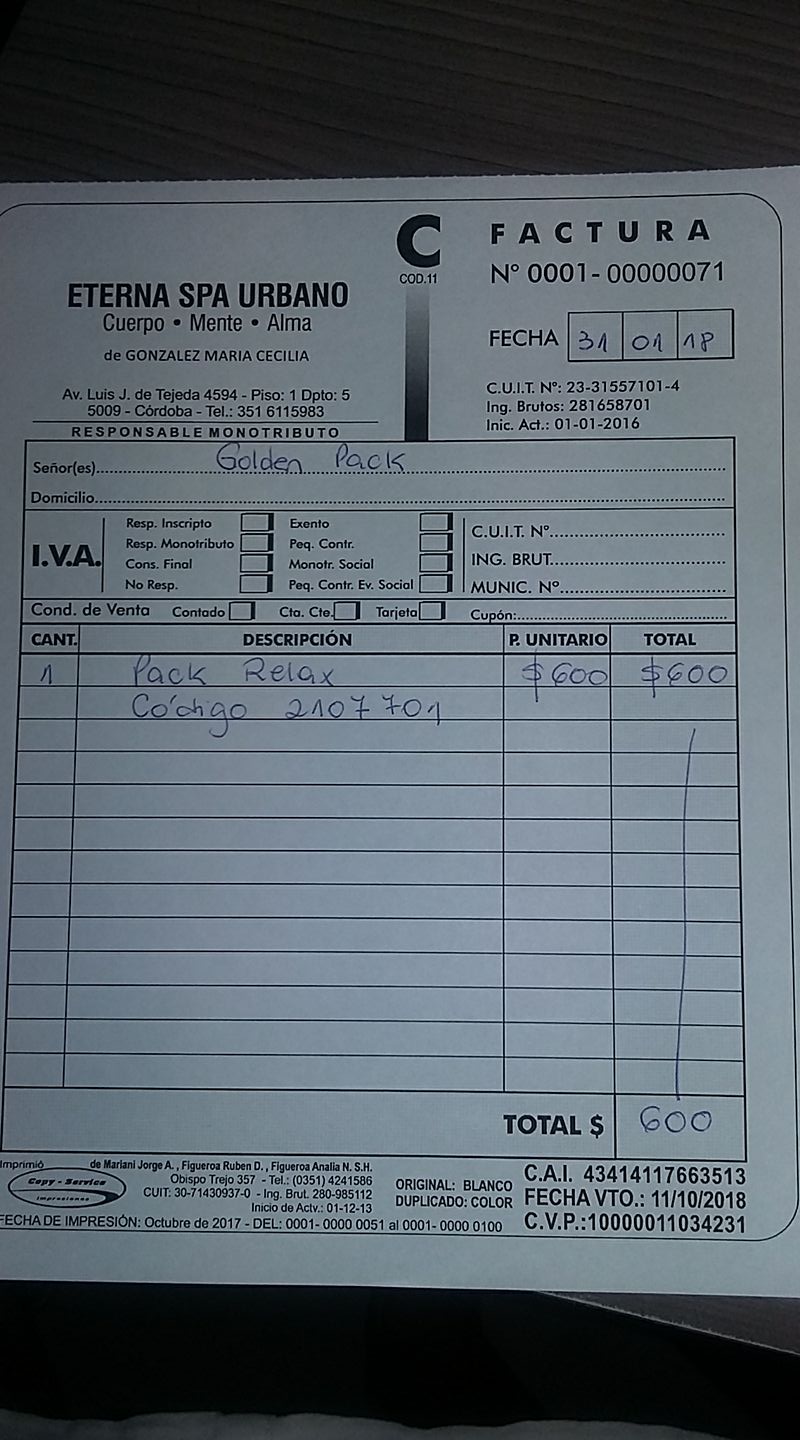 C
COD.11
FACTURA
Nº 0001- 00000071
ETERNA SPA URBANO
Cuerpo • Mente • Alma
de GONZALEZ MARIA CECILIA
FECHA 31 01 18
Av. Luis J. de Tejeda 4594 - Piso: 1 Dpto: 5
5009 - Córdoba - Tel.: 351 6115983
RESPONSABLE MONOTRIBUTO
C.U.I.T. Nº: 23-31557101-4
Ing. Brutos: 281658701
Inic. Act.: 01-01-2016
Señor(es) Golden Pack
Domicilio
I.V.A.
Resp. Inscripto
Resp. Monotributo
Cons. Final
No Resp.
Exento
Peq. Contr.
Monotr. Social
Peq. Contr. Ev. Social
C.U.I.T. Nº
ING. BRUT.
MUNIC. Nº
Cond. de Venta Contado Cta. Cte. Tarjeta Cupón:
CANT. DESCRIPCIÓN P. UNITARIO TOTAL
1 Pack Relax $600 $600
Código 2107701
TOTAL $ 600
Imprimió
Copy - Service
Impresiones
de Mariani Jorge A. , Figueroa Ruben D. , Figueroa Analia N. S.H.
Obispo Trejo 357 - Tel.: (0351) 4241586
CUIT: 30-71430937-0 - Ing. Brut. 280-985112
Inicio de Actv.: 01-12-13
FECHA DE IMPRESIÓN: Octubre de 2017 - DEL: 0001- 0000 0051 al 0001- 0000 0100
ORIGINAL: BLANCO
DUPLICADO: COLOR
C.A.I. 43414117663513
FECHA VTO.: 11/10/2018
C.V.P.:10000011034231